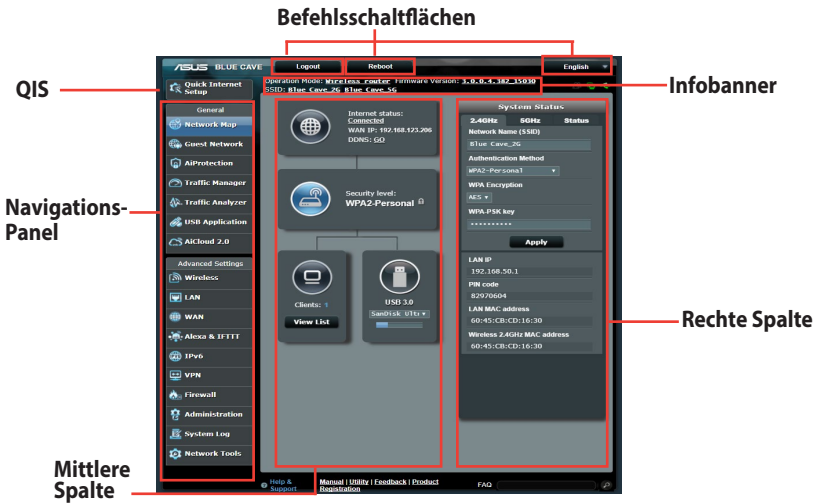 Befehlsschaltflächen
QIS
Navigations-
Panel
Mittlere
Spalte
Infobanner
Rechte Spalte
ASUS BLUE CAVE
Logout
Reboot
English
Quick Internet
Setup
Operation Mode: Wireless router Firmware Version: 3.0.0.4.382_15030
SSID: Blue Cave_2G Blue Cave_5G
General
Network Map
Guest Network
AiProtection
Traffic Manager
Traffic Analyzer
USB Application
AiCloud 2.0
Advanced Settings
Wireless
LAN
WAN
Alexa & IFTTT
IPv6
VPN
Firewall
Administration
System Log
Network Tools
Internet status:
Connected
WAN IP: 192.168.123.206
DDNS: GO
Security level:
WPA2-Personal
Clients: 1
View List
USB 3.0
SanDisk Ult
System Status
2.4GHz 5GHz Status
Network Name (SSID)
Blue Cave_2G
Authentication Method
WPA2-Personal
WPA Encryption
AES
WPA-PSK key
••••••••••
Apply
LAN IP
192.168.50.1
PIN code
82970604
LAN MAC address
60:45:CB:CD:16:30
Wireless 2.4GHz MAC address
60:45:CB:CD:16:30
Help &
Support
Manual | Utility | Feedback | Product
Registration
FAQ